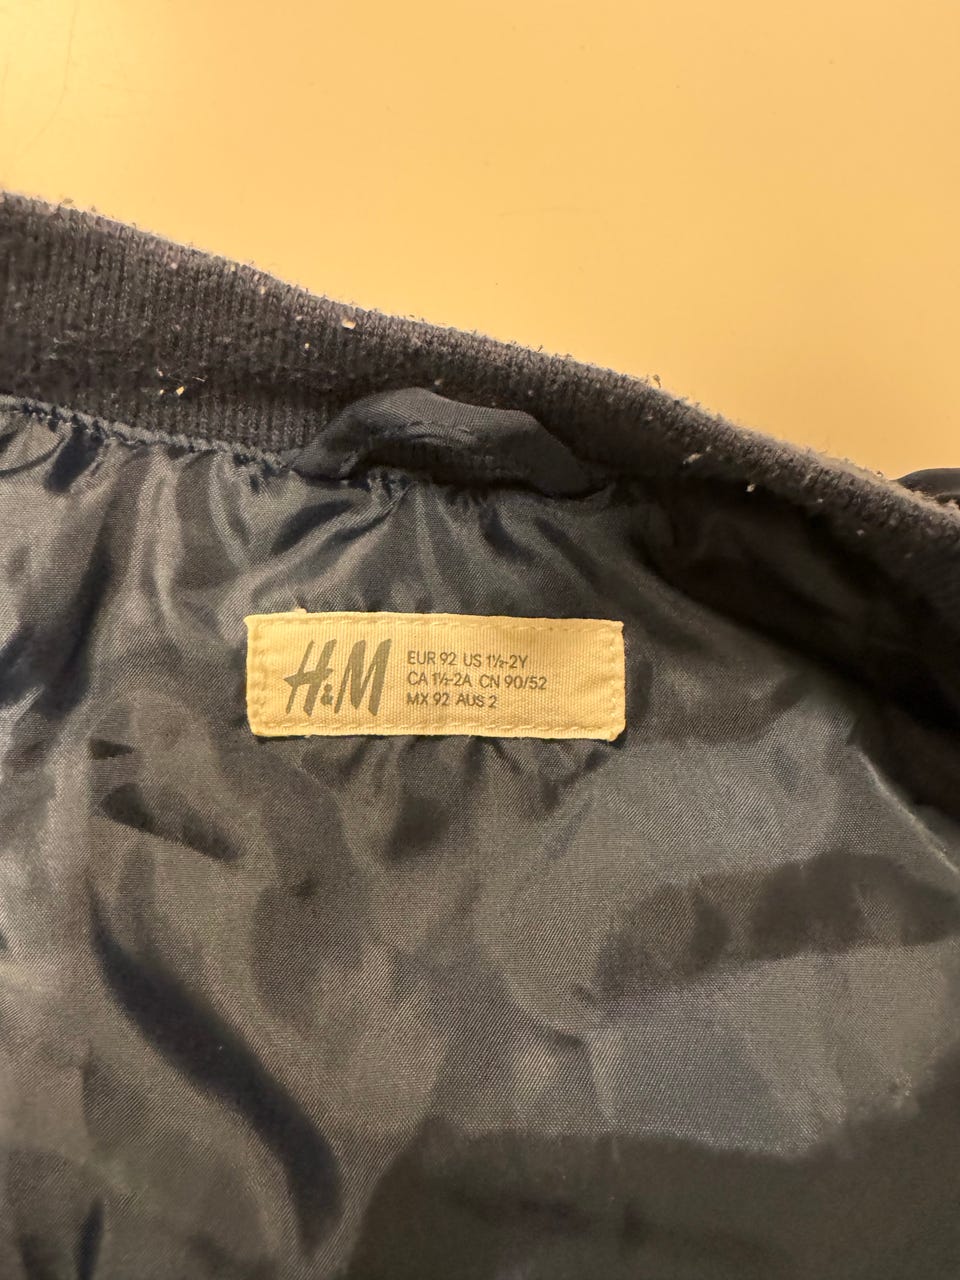 H&M
EUR 92 US 1½-2Y
CA 1½-2A CN 90/52
MX 92 AUS 2